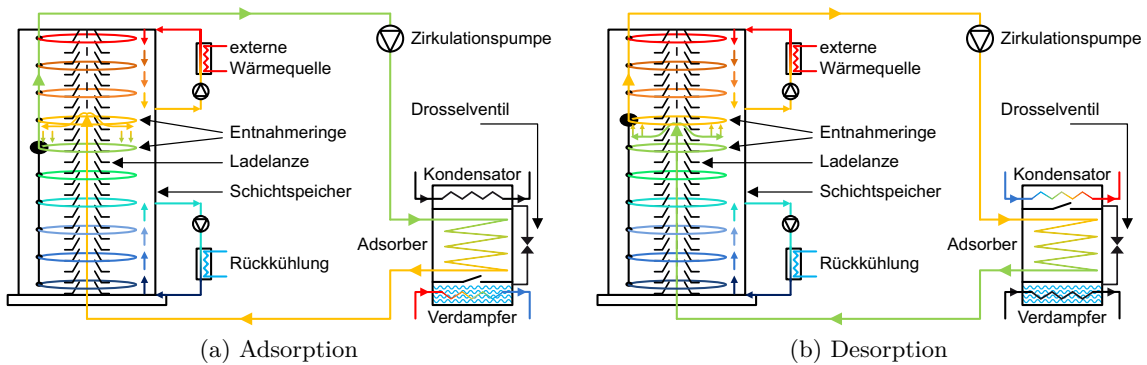 Zirkulationspumpe
externe
Wärmequelle
Drosselventil
Entnahmeringe
Ladelanze
Kondensator
Schichtspeicher
Adsorber
Rückkühlung
Verdampfer
(a) Adsorption
Zirkulationspumpe
externe
Wärmequelle
Drosselventil
Entnahmeringe
Ladelanze
Kondensator
Schichtspeicher
Adsorber
Rückkühlung
Verdampfer
(b) Desorption